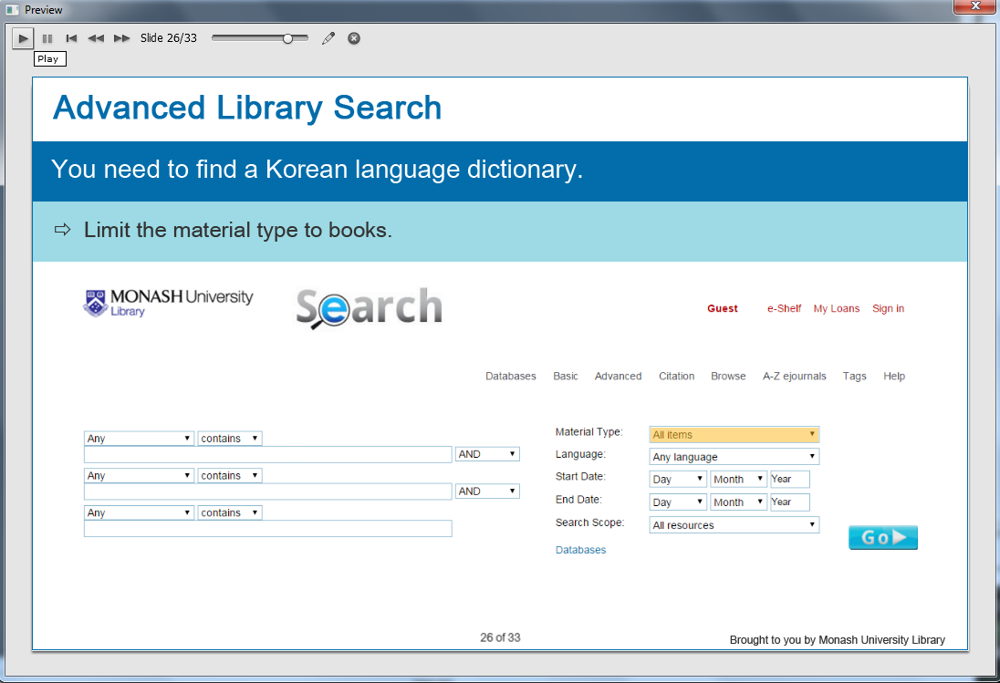 Preview
Slide 26/33
Play
Advanced Library Search
You need to find a Korean language dictionary.
⇨ Limit the material type to books.
MONASH University
Library
Search
Guest e-Shelf My Loans Sign in
Databases Basic Advanced Citation Browse A-Z ejournals Tags Help
Any contains
AND
Any contains
AND
Any contains
Material Type: All items
Language: Any language
Start Date: Day Month Year
End Date: Day Month Year
Search Scope: All resources
Databases
Go
26 of 33
Brought to you by Monash University Library